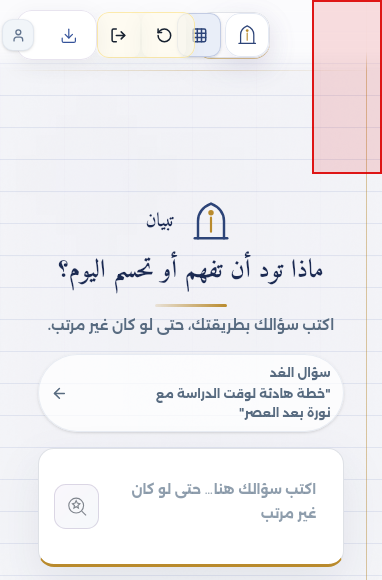 تبيان
ماذا تود أن تفهم أو تحسم اليوم؟
اكتب سؤالك بطريقتك، حتى لو كان غير مرتب.
سؤال الغد
"خطة هادئة لوقت الدراسة مع
نورة بعد العصر"
اكتب سؤالك هنا... حتى لو كان
غير مرتب